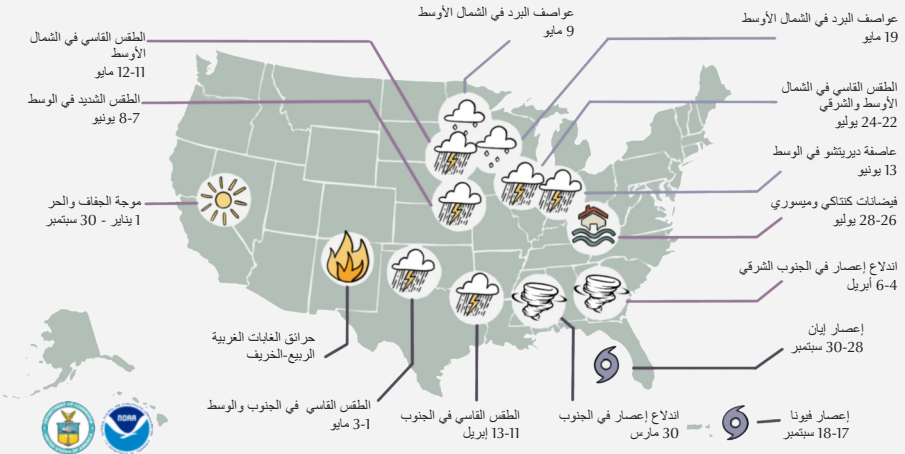 عواصف البرد في الشمال الأوسط
9 مايو
عواصف البرد في الشمال الأوسط
19 مايو
الطقس القاسي في الشمال
الأوسط
11-12 مايو
الطقس القاسي في الشمال
الأوسط والشرقي
22-24 يوليو
الطقس الشديد في الوسط
7-8 يونيو
عاصفة ديريتشو في الوسط
13 يونيو
موجة الجفاف والحر
1 يناير - 30 سبتمبر
فيضانات كنتاكي وميسوري
26-28 يوليو
اندلاع إعصار في الجنوب الشرقي
4-6 أبريل
حرائق الغابات الغربية
الربيع-الخريف
إعصار إيان
28-30 سبتمبر
الطقس القاسي في الجنوب والوسط
1-3 مايو
الطقس القاسي في الجنوب
11-13 إبريل
اندلاع إعصار في الجنوب
30 مارس
إعصار فيونا
17-18 سبتمبر
NOAA